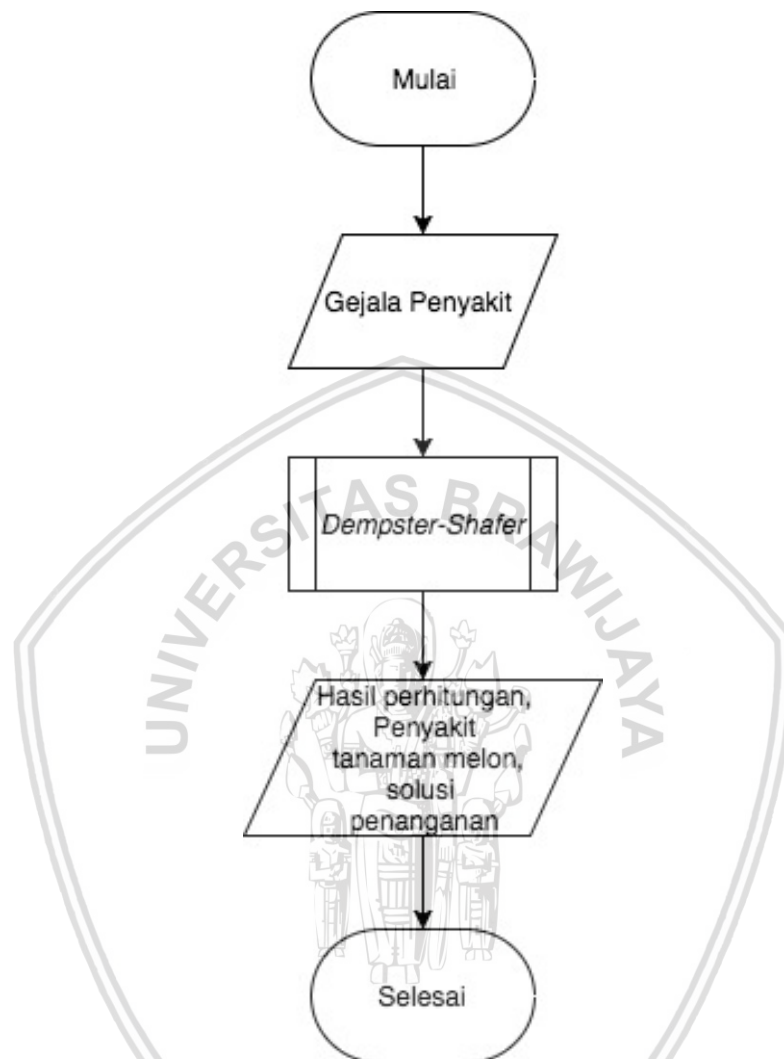 Mulai
Gejala Penyakit
UNIVERSITAS BRAWIJAYA
Dempster-Shafer
Hasil perhitungan,
Penyakit
tanaman melon,
solusi
penanganan
Selesai